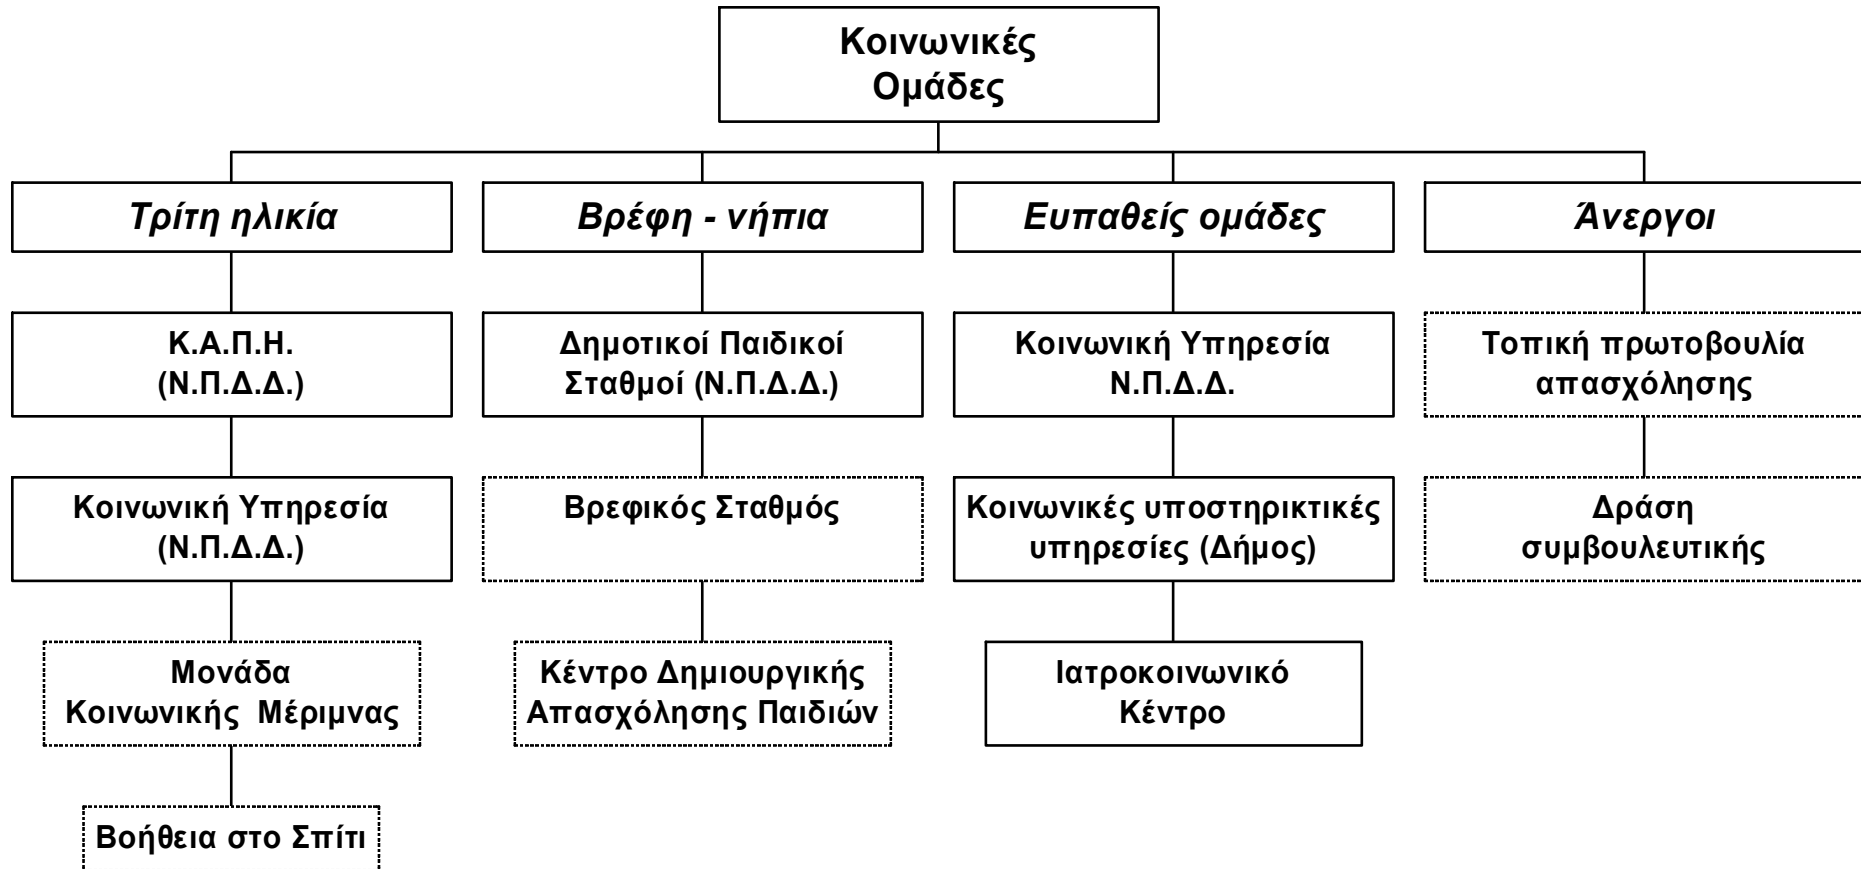 Κοινωνικές
Ομάδες
Τρίτη ηλικία
Βρέφη - νήπια
Ευπαθείς ομάδες
Άνεργοι
Κ.Α.Π.Η.
(Ν.Π.Δ.Δ.)
Δημοτικοί Παιδικοί
Σταθμοί (Ν.Π.Δ.Δ.)
Κοινωνική Υπηρεσία
Ν.Π.Δ.Δ.
Τοπική πρωτοβουλία
απασχόλησης
Κοινωνική Υπηρεσία
(Ν.Π.Δ.Δ.)
Βρεφικός Σταθμός
Κοινωνικές υποστηρικτικές
υπηρεσίες (Δήμος)
Δράση
συμβουλευτικής
Μονάδα
Κοινωνικής Μέριμνας
Κέντρο Δημιουργικής
Απασχόλησης Παιδιών
Ιατροκοινωνικό
Κέντρο
Βοήθεια στο Σπίτι